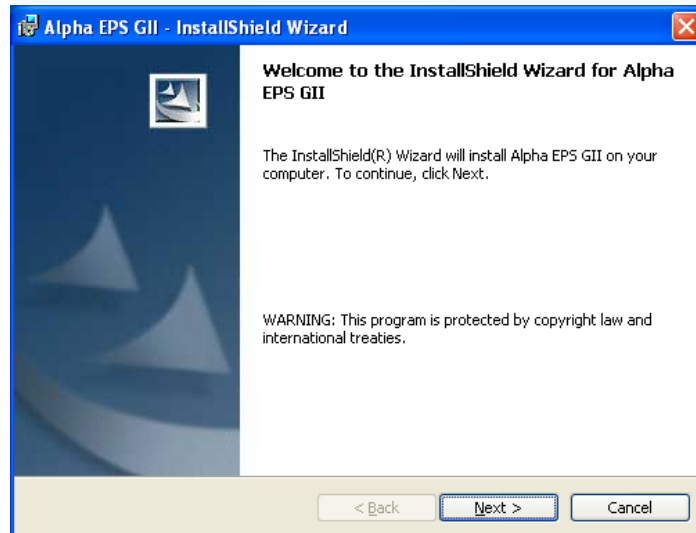 Alpha EPS GII - InstallShield Wizard
Welcome to the InstallShield Wizard for Alpha
EPS GII
The InstallShield(R) Wizard will install Alpha EPS GII on your
computer. To continue, click Next.
WARNING: This program is protected by copyright law and
international treaties.
< Back
Next >
Cancel